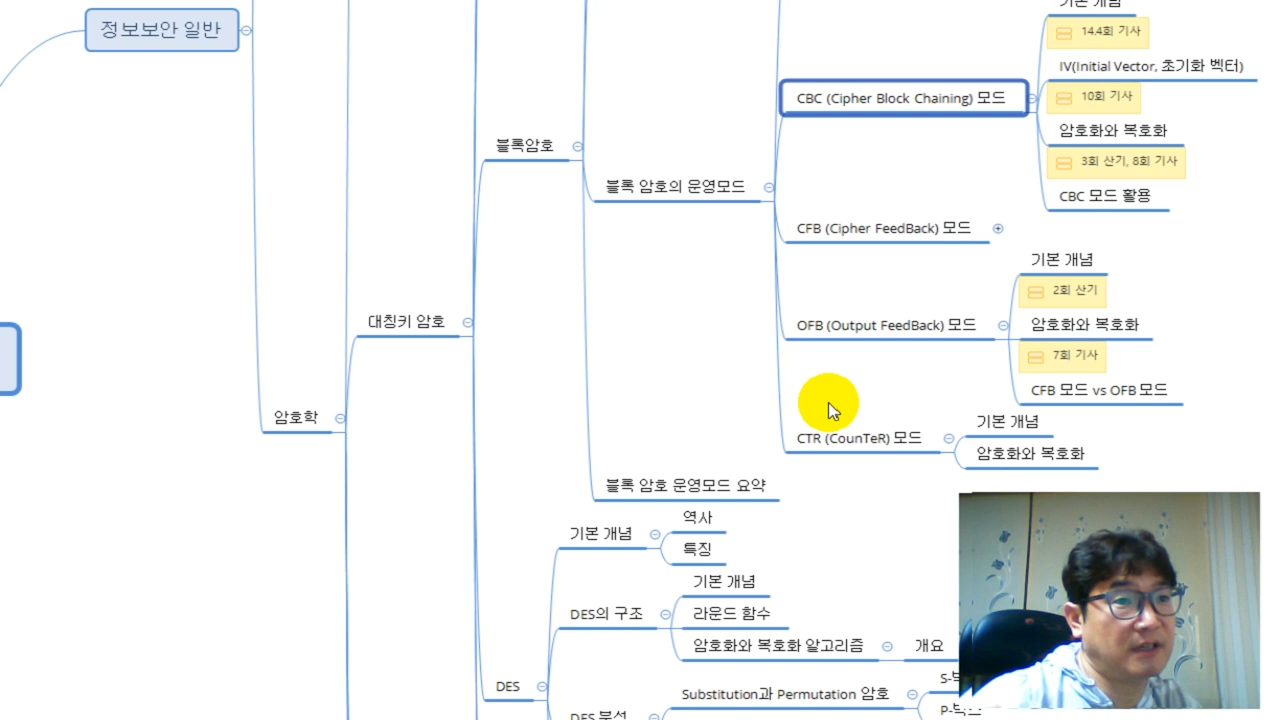 정보보안 일반
기본 개념
14.4회 기사
IV(Initial Vector, 초기화 벡터)
CBC (Cipher Block Chaining) 모드
10회 기사
암호화와 복호화
3회 산기, 8회 기사
CBC 모드 활용
블록암호
블록 암호의 운영모드
CFB (Cipher FeedBack) 모드
기본 개념
2회 산기
대칭키 암호
OFB (Output FeedBack) 모드
암호화와 복호화
7회 기사
CFB 모드 vs OFB 모드
암호학
CTR (CounTeR) 모드
기본 개념
암호화와 복호화
블록 암호 운영모드 요약
기본 개념
역사
특징
DES의 구조
기본 개념
라운드 함수
암호화와 복호화 알고리즘
개요
DES
Substitution과 Permutation 암호
DES 분석